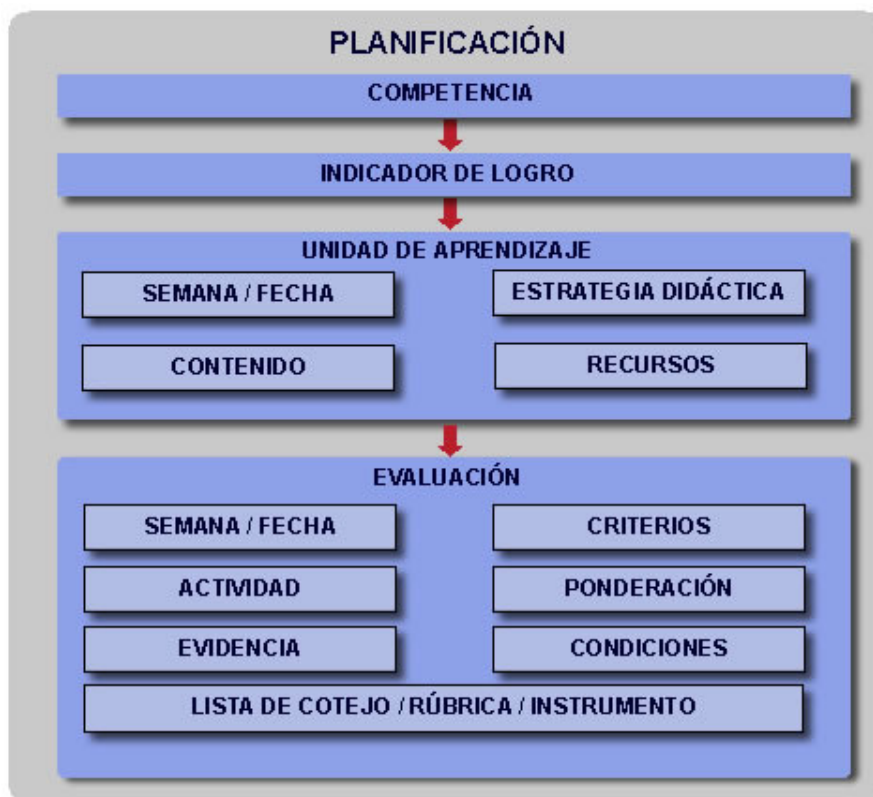 PLANIFICACIÓN
COMPETENCIA
INDICADOR DE LOGRO
UNIDAD DE APRENDIZAJE
SEMANA / FECHA
ESTRATEGIA DIDÁCTICA
CONTENIDO
RECURSOS
EVALUACIÓN
SEMANA / FECHA
CRITERIOS
ACTIVIDAD
PONDERACIÓN
EVIDENCIA
CONDICIONES
LISTA DE COTEJO / RÚBRICA / INSTRUMENTO